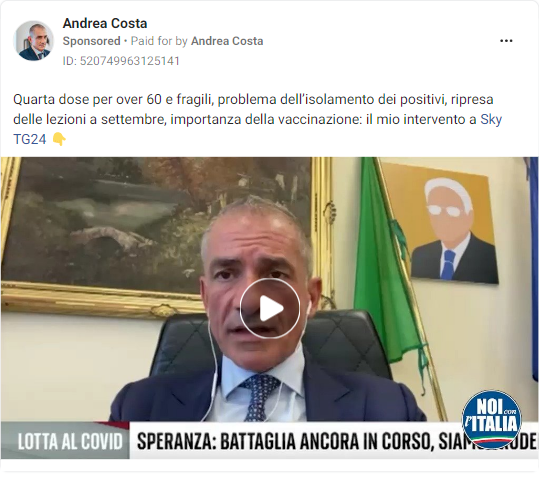 Andrea Costa
Sponsored • Paid for by Andrea Costa
ID: 520749963125141
Quarta dose per over 60 e fragili, problema dell'isolamento dei positivi, ripresa
delle lezioni a settembre, importanza della vaccinazione: il mio intervento a Sky
TG24 👇
NOI con
l'ITALIA
LOTTA AL COVID SPERANZA: BATTAGLIA ANCORA IN CORSO,